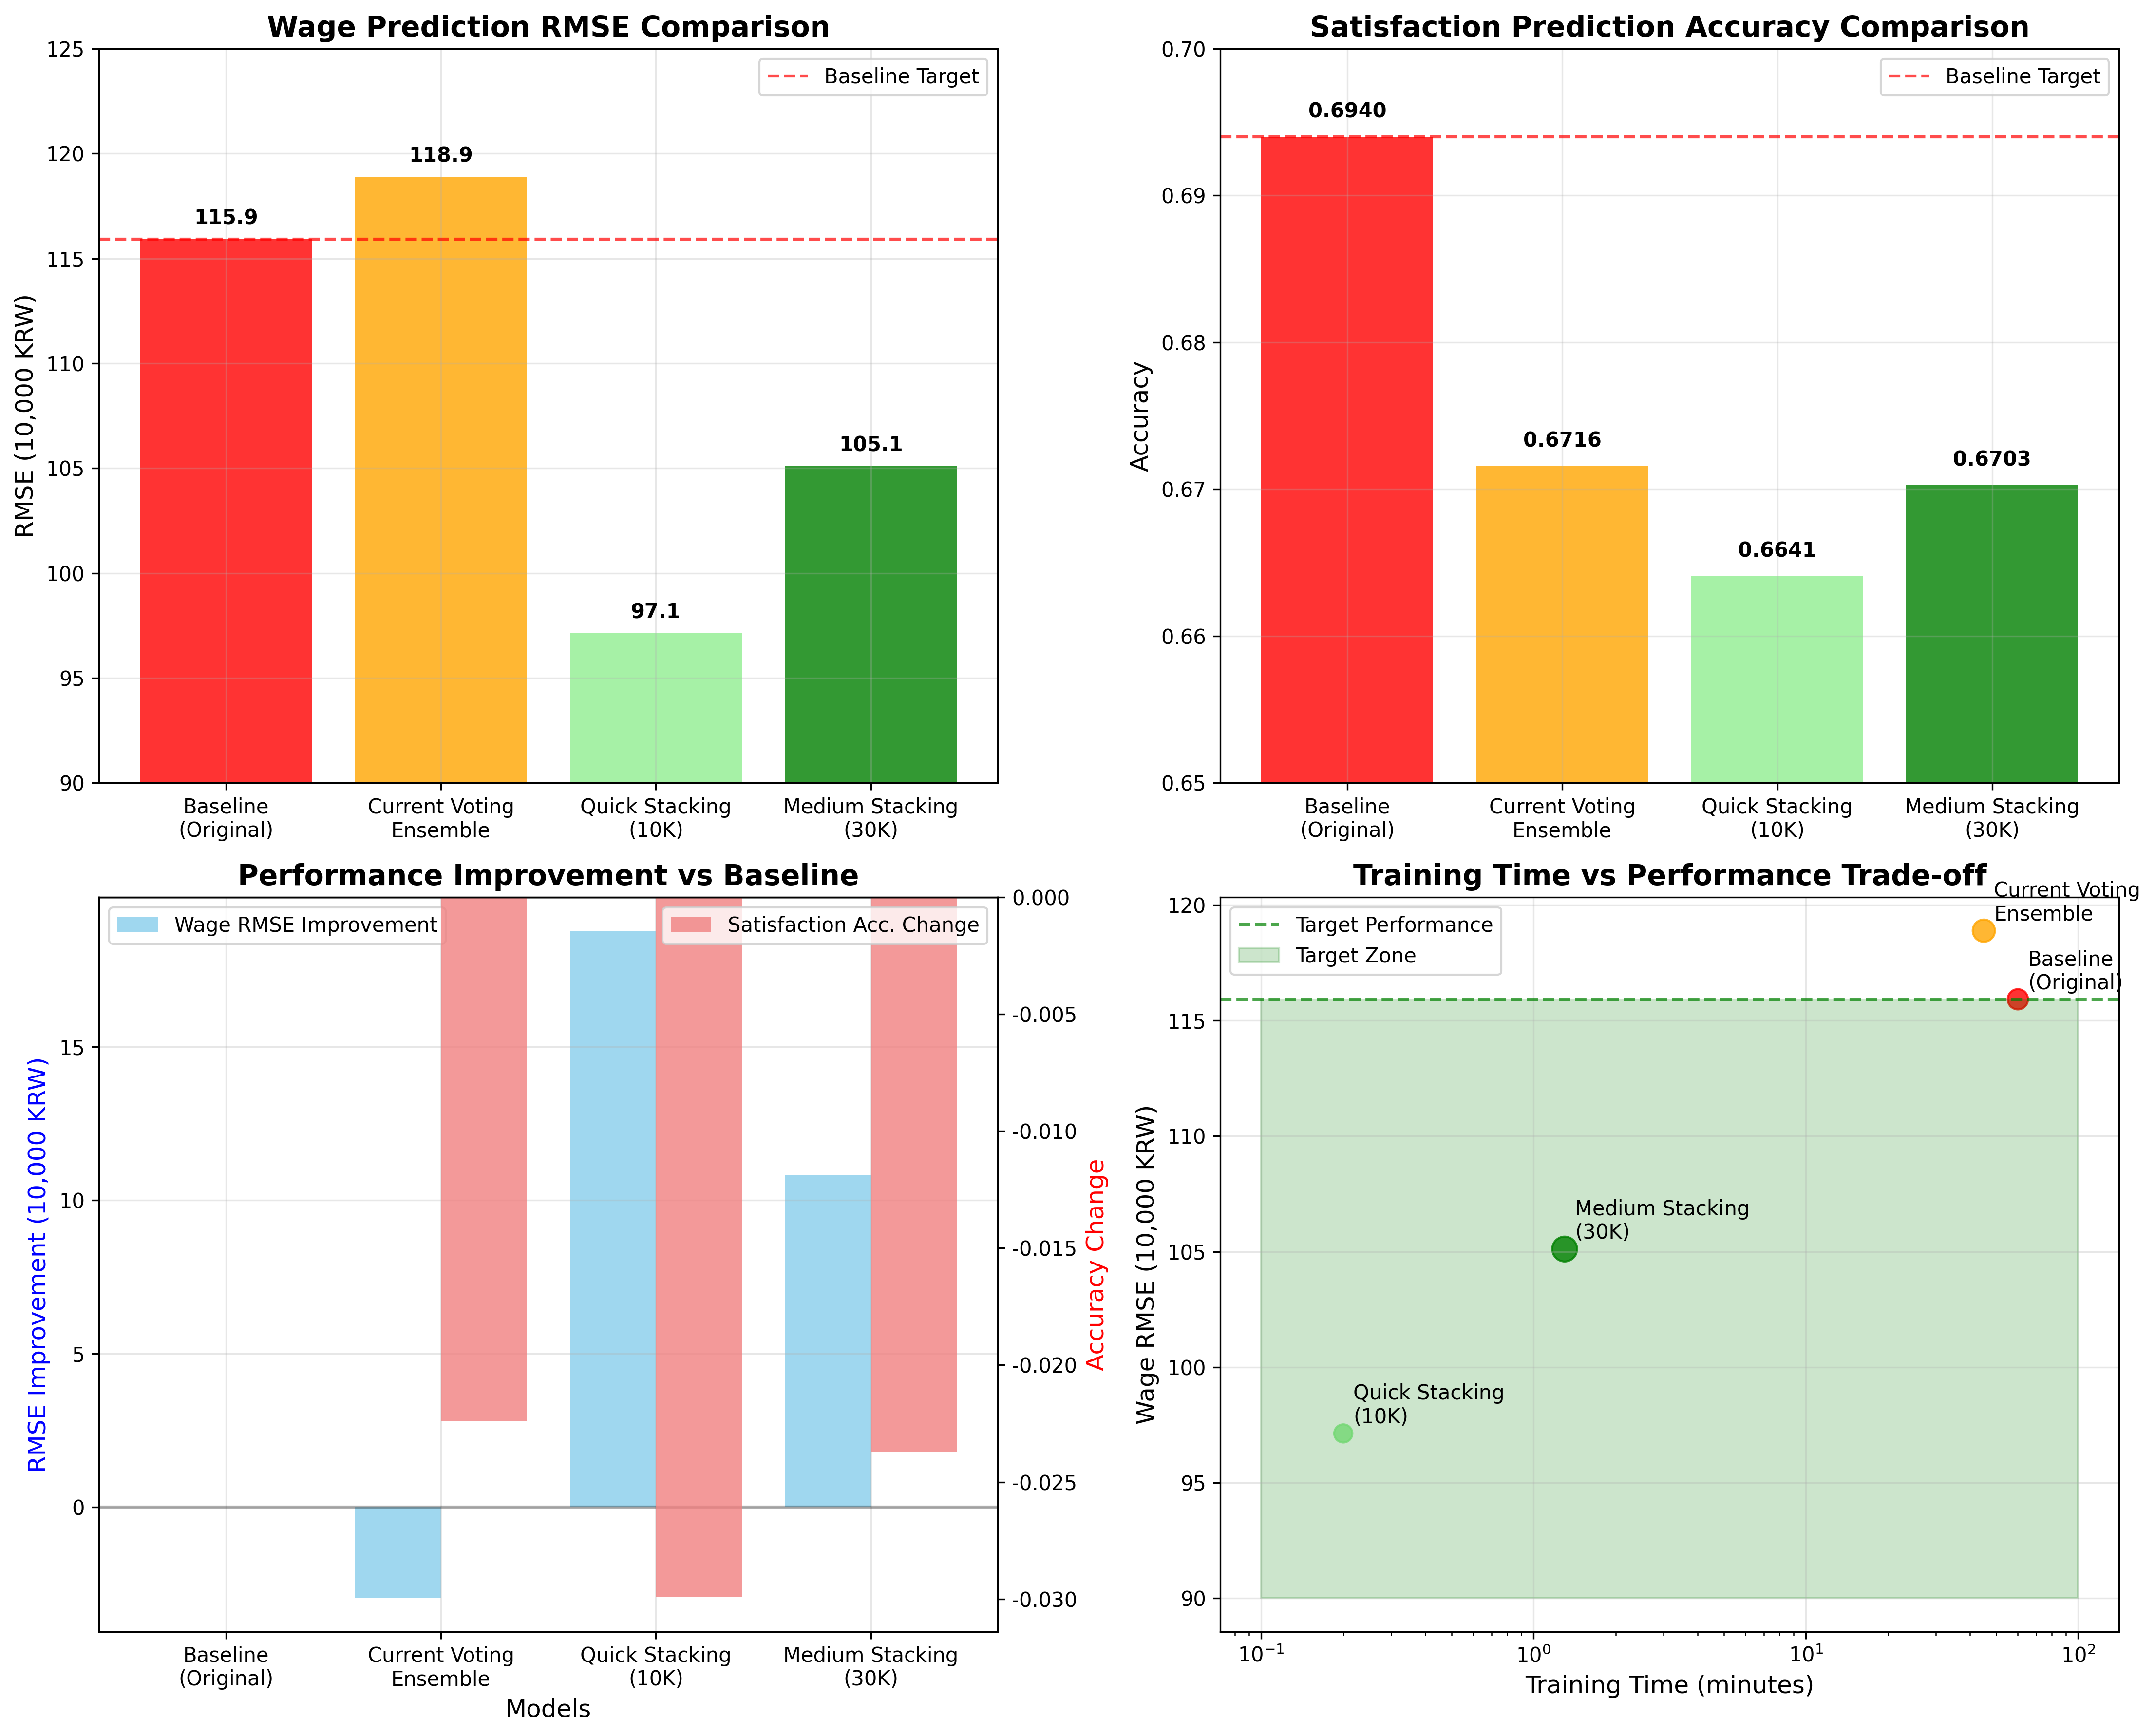 Wage Prediction RMSE Comparison
RMSE (10,000 KRW)
125
120
115
110
105
100
95
90
Baseline Target
115.9
118.9
97.1
105.1
Baseline
(Original)
Current Voting
Ensemble
Quick Stacking
(10K)
Medium Stacking
(30K)
Satisfaction Prediction Accuracy Comparison
Accuracy
0.70
0.69
0.68
0.67
0.66
0.65
Baseline Target
0.6940
0.6716
0.6641
0.6703
Baseline
(Original)
Current Voting
Ensemble
Quick Stacking
(10K)
Medium Stacking
(30K)
Performance Improvement vs Baseline
RMSE Improvement (10,000 KRW)
15
10
5
0
Wage RMSE Improvement
Satisfaction Acc. Change
0.000
-0.005
-0.010
-0.015
-0.020
-0.025
-0.030
Accuracy Change
Baseline
(Original)
Current Voting
Ensemble
Quick Stacking
(10K)
Medium Stacking
(30K)
Models
Training Time vs Performance Trade-off
Wage RMSE (10,000 KRW)
120
115
110
105
100
95
90
Target Performance
Target Zone
Current Voting
Ensemble
Baseline
(Original)
Medium Stacking
(30K)
Quick Stacking
(10K)
10⁻¹
10⁰
10¹
10²
Training Time (minutes)